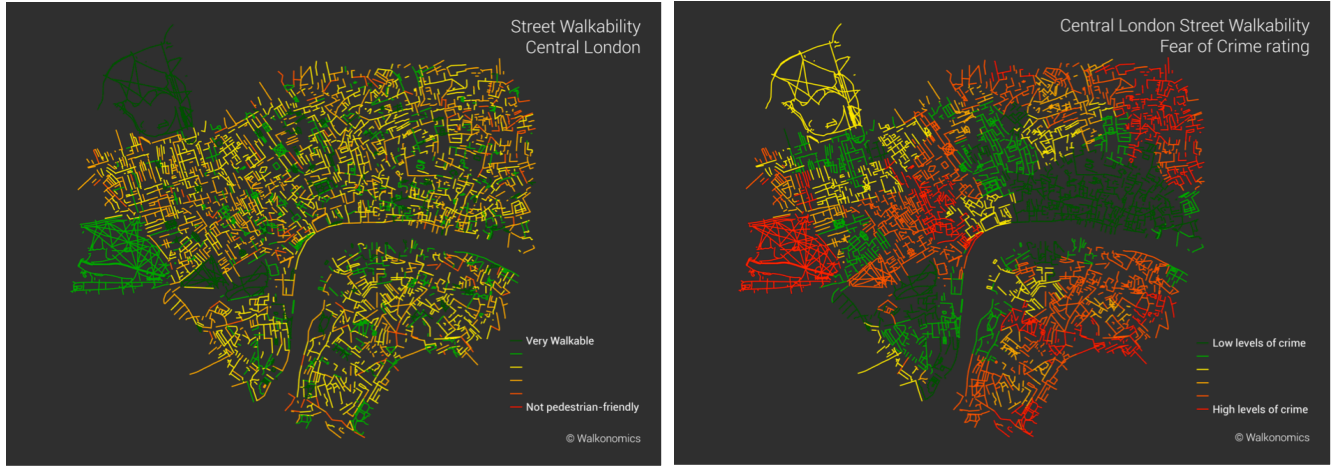 Street Walkability
Central London
Very Walkable
Not pedestrian-friendly
© Walkonomics
Central London Street Walkability
Fear of Crime rating
Low levels of crime
High levels of crime
© Walkonomics